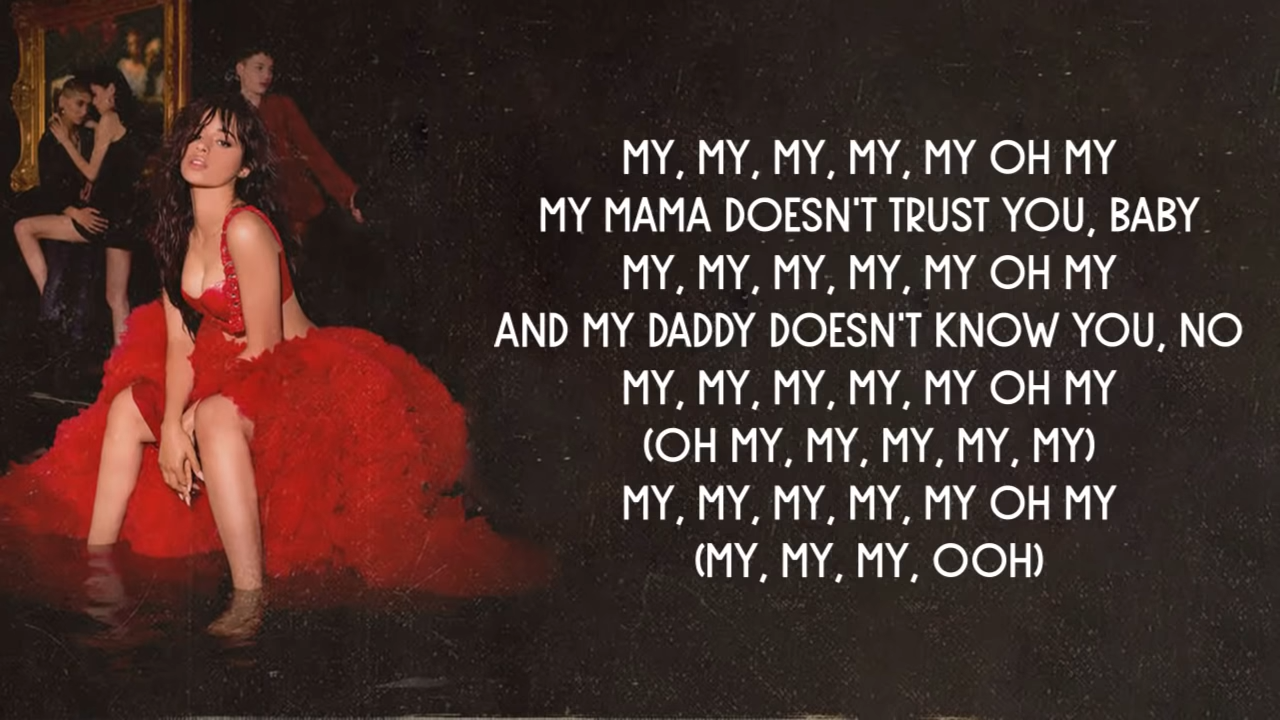 MY, MY, MY, MY, MY OH MY
MY MAMA DOESN'T TRUST YOU, BABY
MY, MY, MY, MY, MY OH MY
AND MY DADDY DOESN'T KNOW YOU, NO
MY, MY, MY, MY, MY OH MY
(OH MY, MY, MY, MY, MY)
MY, MY, MY, MY, MY OH MY
(MY, MY, MY, OOH)